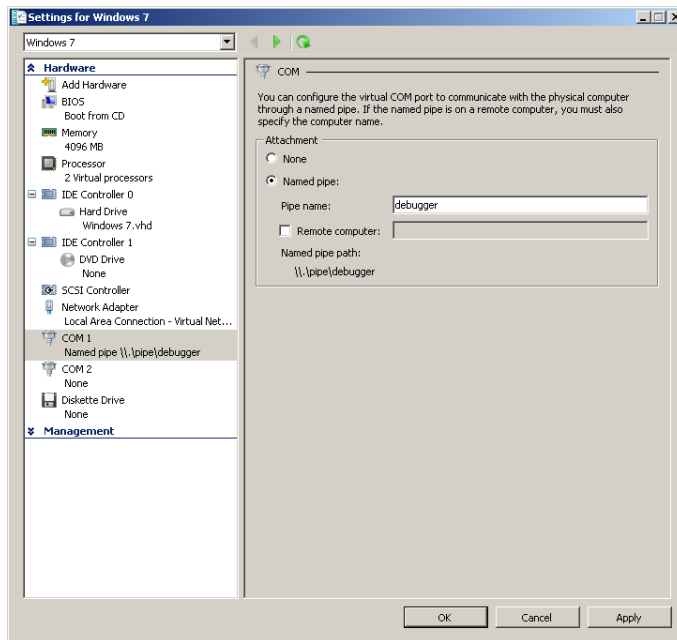 Settings for Windows 7
Windows 7
Hardware
Add Hardware
BIOS
Boot from CD
Memory
4096 MB
Processor
2 Virtual processors
IDE Controller 0
Hard Drive
Windows 7.vhd
IDE Controller 1
DVD Drive
None
SCSI Controller
Network Adapter
Local Area Connection - Virtual Net...
COM 1
Named pipe \\.\pipe\debugger
COM 2
None
Diskette Drive
None
Management
COM
You can configure the virtual COM port to communicate with the physical computer
through a named pipe. If the named pipe is on a remote computer, you must also
specify the computer name.
Attachment
None
Named pipe:
Pipe name: debugger
Remote computer:
Named pipe path:
\\.\pipe\debugger
OK Cancel Apply